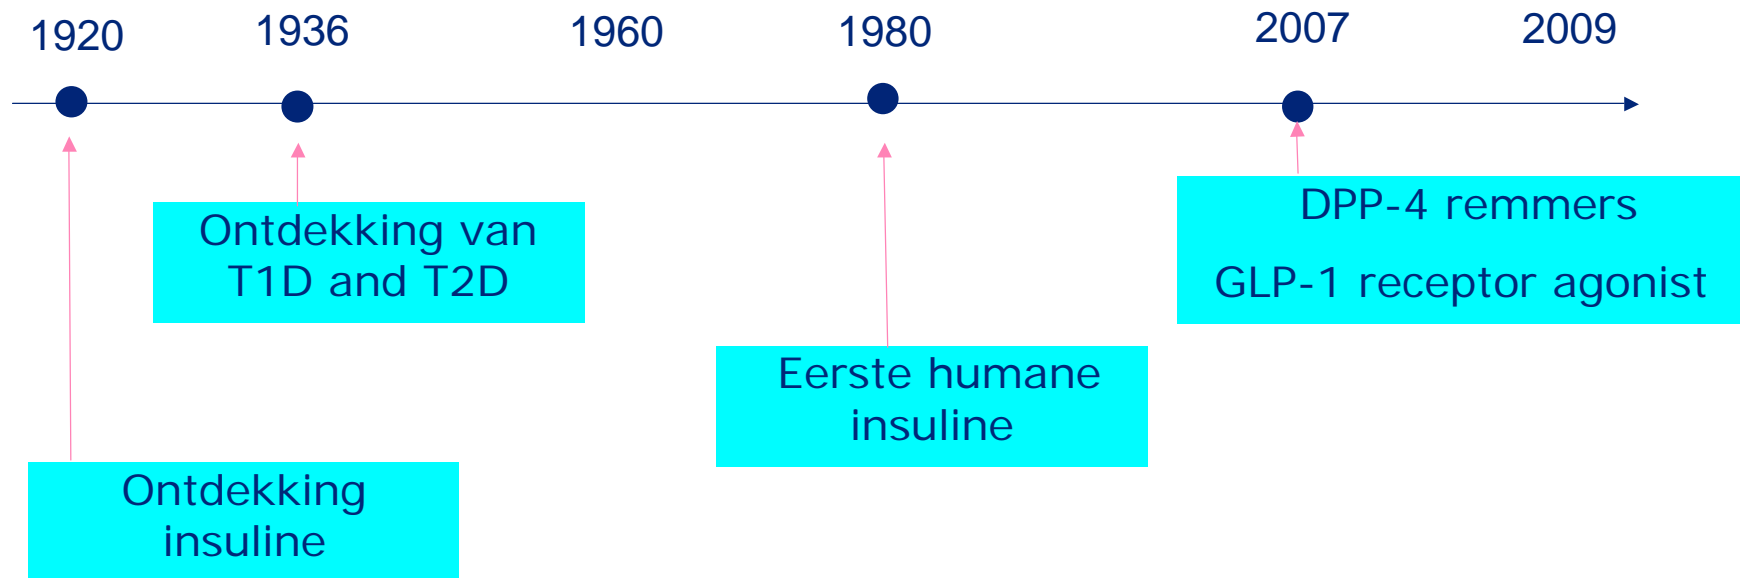 1920 1936 1960 1980 2007 2009
Ontdekking van
T1D and T2D
DPP-4 remmers
GLP-1 receptor agonist
Eerste humane
insuline
Ontdekking
insuline